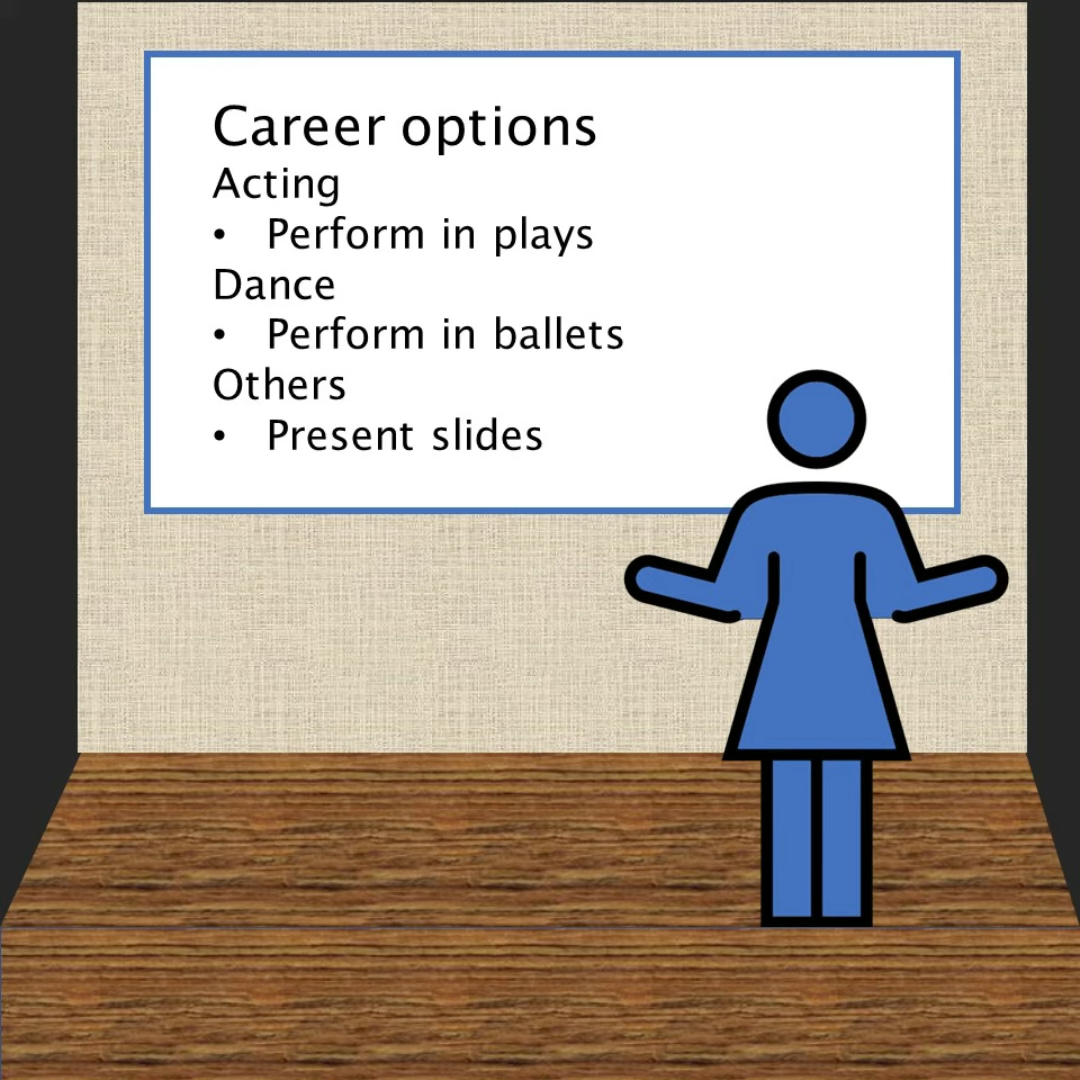 Career options
Acting
• Perform in plays
Dance
• Perform in ballets
Others
• Present slides